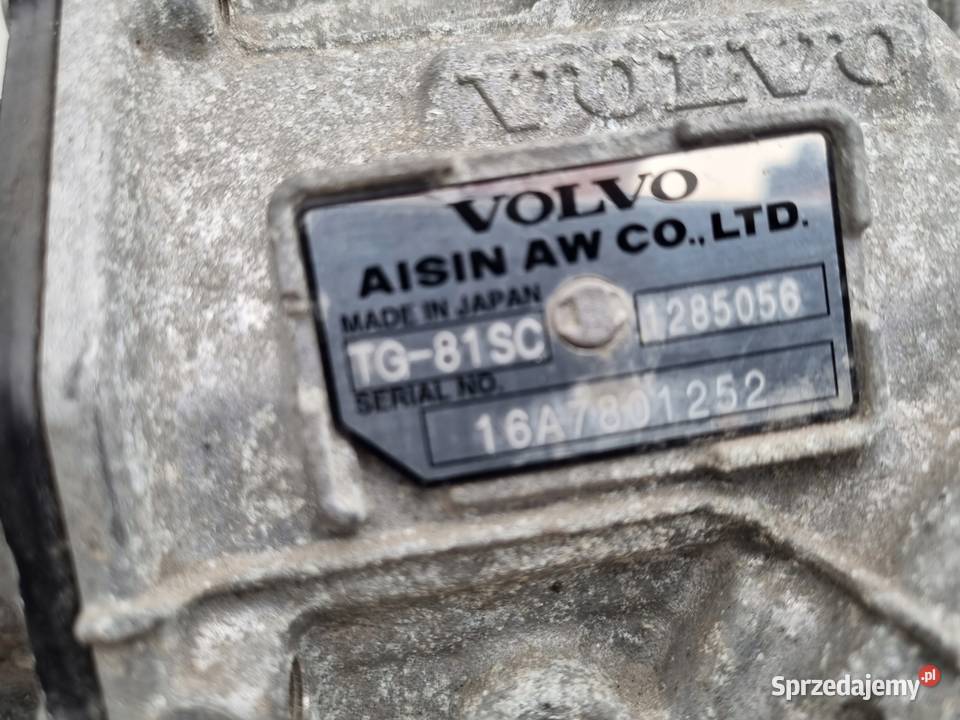 VOLVO
VOLVO
AISIN AW CO., LTD.
MADE IN JAPAN
TG-81SC 1285056
SERIAL NO.
16A7801252
Sprzedajemy.pl